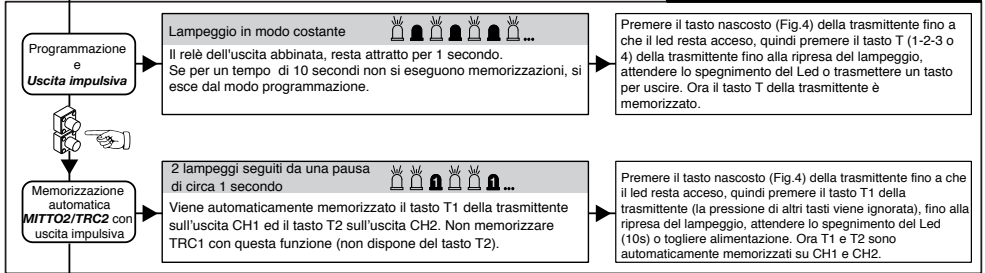 Programmazione
e
Uscita impulsiva
Lampeggio in modo costante
...
Il relè dell'uscita abbinata, resta attratto per 1 secondo.
Se per un tempo di 10 secondi non si eseguono memorizzazioni, si
esce dal modo programmazione.
Premere il tasto nascosto (Fig.4) della trasmittente fino a
che il led resta acceso, quindi premere il tasto T (1-2-3 o
4) della trasmittente fino alla ripresa del lampeggio,
attendere lo spegnimento del Led o trasmettere un tasto
per uscire. Ora il tasto T della trasmittente è
memorizzato.
Memorizzazione
automatica
MITTO2/TRC2 con
uscita impulsiva
2 lampeggi seguiti da una pausa
di circa 1 secondo
1 1 ...
Viene automaticamente memorizzato il tasto T1 della trasmittente
sull'uscita CH1 ed il tasto T2 sull'uscita CH2. Non memorizzare
TRC1 con questa funzione (non dispone del tasto T2).
Premere il tasto nascosto (Fig.4) della trasmittente fino a che
il led resta acceso, quindi premere il tasto T1 della
trasmittente (la pressione di altri tasti viene ignorata), fino alla
ripresa del lampeggio, attendere lo spegnimento del Led
(10s) o togliere alimentazione. Ora T1 e T2 sono
automaticamente memorizzati su CH1 e CH2.